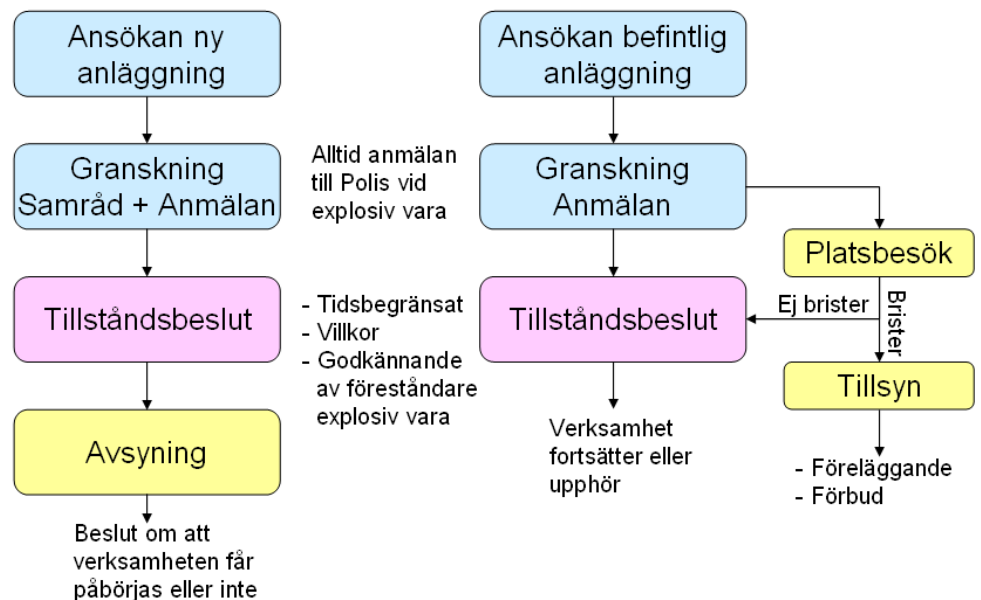 Ansökan ny
anläggning
Granskning
Samråd + Anmälan
Tillståndsbeslut
Avsyning
Beslut om att
verksamheten får
påbörjas eller inte
Alltid anmälan
till Polis vid
explosiv vara
- Tidsbegränsat
- Villkor
- Godkännande
av föreståndare
explosiv vara
Ansökan befintlig
anläggning
Granskning
Anmälan
Tillståndsbeslut
Verksamhet
fortsätter eller
upphör
Platsbesök
Ej brister
Brister
Tillsyn
- Föreläggande
- Förbud